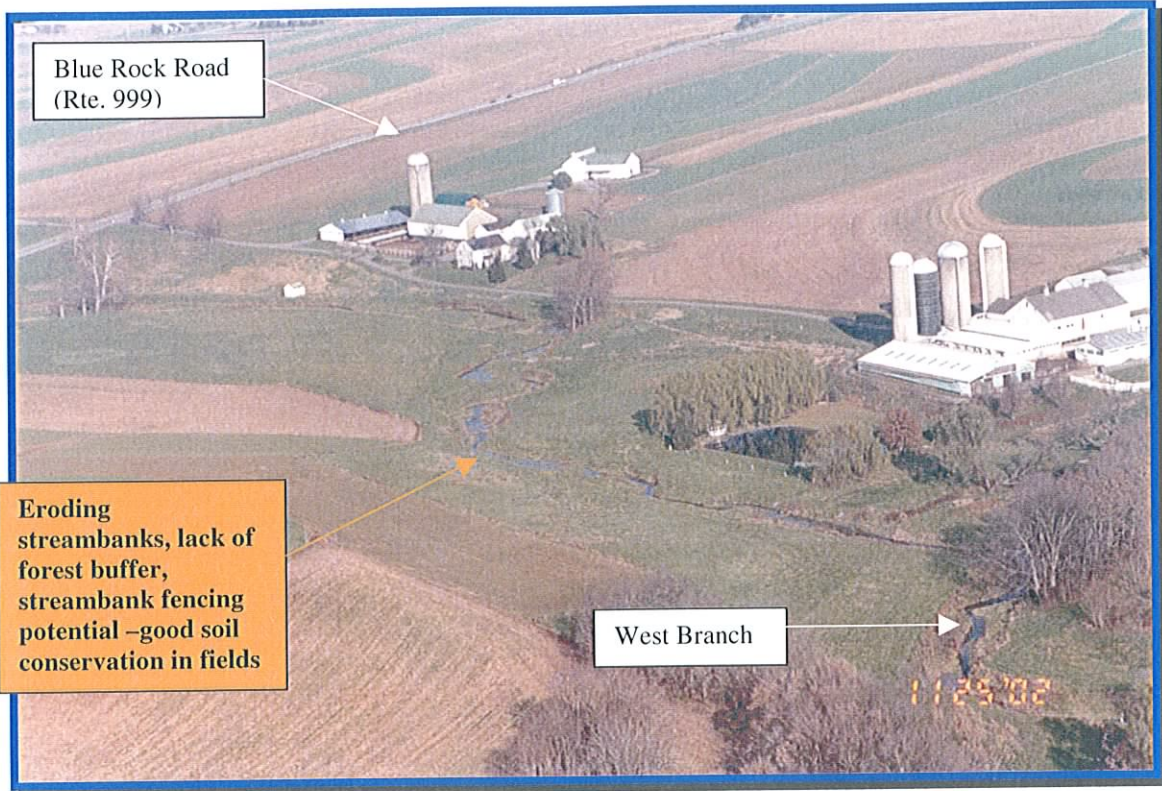 Blue Rock Road
(Rte. 999)
Eroding
streambanks, lack of
forest buffer,
streambank fencing
potential –good soil
conservation in fields
West Branch
11 25 '02